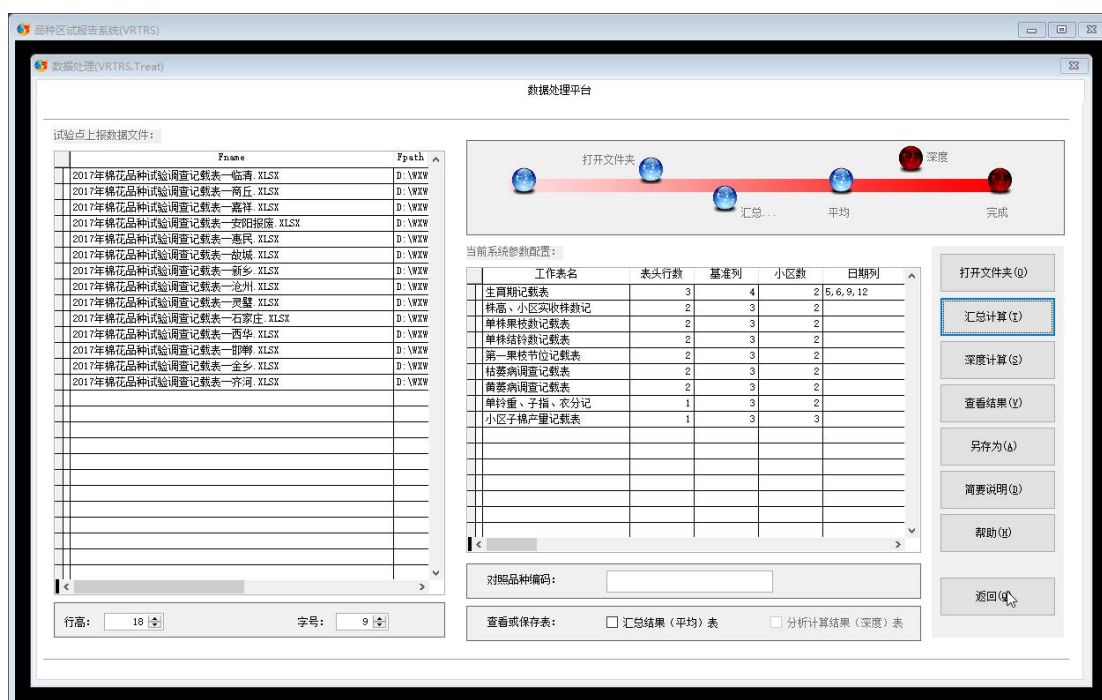 品种区试报告系统(VRTRS)
数据处理(VRTRS.Treat)
数据处理平台
试验点上报数据文件：
Fname Fpath
2017年棉花品种试验调查记载表—临清.XLSX D:\WXW
2017年棉花品种试验调查记载表—商丘.XLSX D:\WXW
2017年棉花品种试验调查记载表—嘉祥.XLSX D:\WXW
2017年棉花品种试验调查记载表—安阳报废.XLSX D:\WXW
2017年棉花品种试验调查记载表—惠民.XLSX D:\WXW
2017年棉花品种试验调查记载表—故城.XLSX D:\WXW
2017年棉花品种试验调查记载表—新乡.XLSX D:\WXW
2017年棉花品种试验调查记载表—沧州.XLSX D:\WXW
2017年棉花品种试验调查记载表—灵璧.XLSX D:\WXW
2017年棉花品种试验调查记载表—石家庄.XLSX D:\WXW
2017年棉花品种试验调查记载表—西华.XLSX D:\WXW
2017年棉花品种试验调查记载表—邯郸.XLSX D:\WXW
2017年棉花品种试验调查记载表—金乡.XLSX D:\WXW
2017年棉花品种试验调查记载表—齐河.XLSX D:\WXW
行高： 18 字号： 9
打开文件夹 深度
汇总... 平均 完成
当前系统参数配置：
工作表名 表头行数 基准列 小区数 日期列
生育期记载表 3 4 2 5,6,9,12
株高、小区实收株数记 2 3 2
单株果枝数记载表 2 3 2
单株结铃数记载表 2 3 2
第一果枝节位记载表 2 3 2
枯萎病调查记载表 2 3 2
黄萎病调查记载表 2 3 2
单铃重、子指、衣分记 1 3 2
小区子棉产量记载表 1 3 3
对照品种编码：
查看或保存表： 汇总结果（平均）表 分析计算结果（深度）表
打开文件夹(O)
汇总计算(T)
深度计算(S)
查看结果(Y)
另存为(A)
简要说明(D)
帮助(H)
返回(